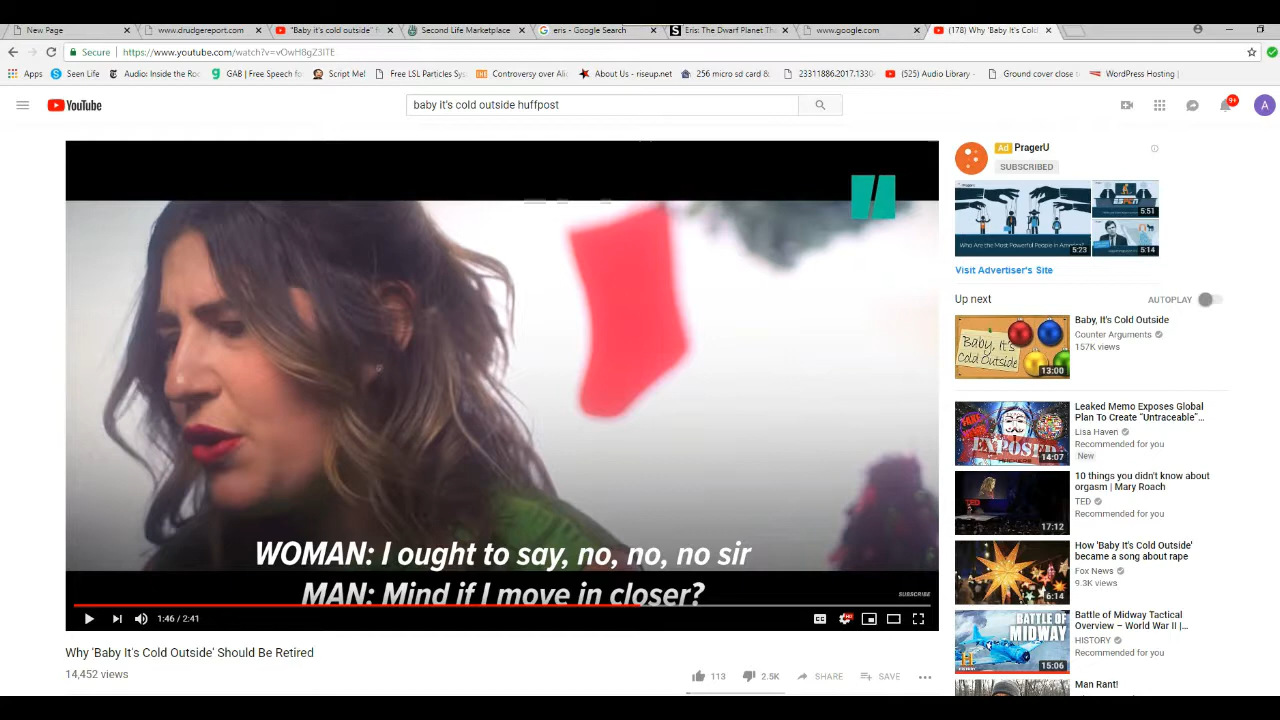 New Page
www.drudgereport.com
"Baby it's cold outside" f
Second Life Marketplace
eris - Google Search
Eris: The Dwarf Planet Tha
www.google.com
(178) Why 'Baby It's Cold
Secure
https://www.youtube.com/watch?v=vOwH8gZ3ITE
Apps
Seen Life
Audio: Inside the Ro
GAB | Free Speech fo
Script Me!
Free LSL Particles Sys
Controversy over Ali
About Us - riseup.net
256 micro sd card &
23311886.2017.1330
(525) Audio Library -
Ground cover close
WordPress Hosting |
YouTube
baby it's cold outside huffpost
9+
A
WOMAN: I ought to say, no, no, no sir
MAN: Mind if I move in closer?
SUBSCRIBE
1:46 / 2:41
CC
HD
Why 'Baby It's Cold Outside' Should Be Retired
14,452 views
113
2.5K
SHARE
SAVE
Ad PragerU
SUBSCRIBED
Who Are the Most Powerful People in America?
5:23
ESPN
5:51
5:14
Visit Advertiser's Site
Up next
AUTOPLAY
Baby, It's
Cold Outside
13:00
Baby, It's Cold Outside
Counter Arguments
157K views
EXPOSED
14:07
Leaked Memo Exposes Global
Plan To Create "Untraceable"...
Lisa Haven
Recommended for you
New
17:12
10 things you didn't know about
orgasm | Mary Roach
TED
Recommended for you
6:14
How 'Baby It's Cold Outside'
became a song about rape
Fox News
9.3K views
BATTLE OF
MIDWAY
H
HISTORY
15:06
Battle of Midway Tactical
Overview – World War II |...
HISTORY
Recommended for you
Man Rant!